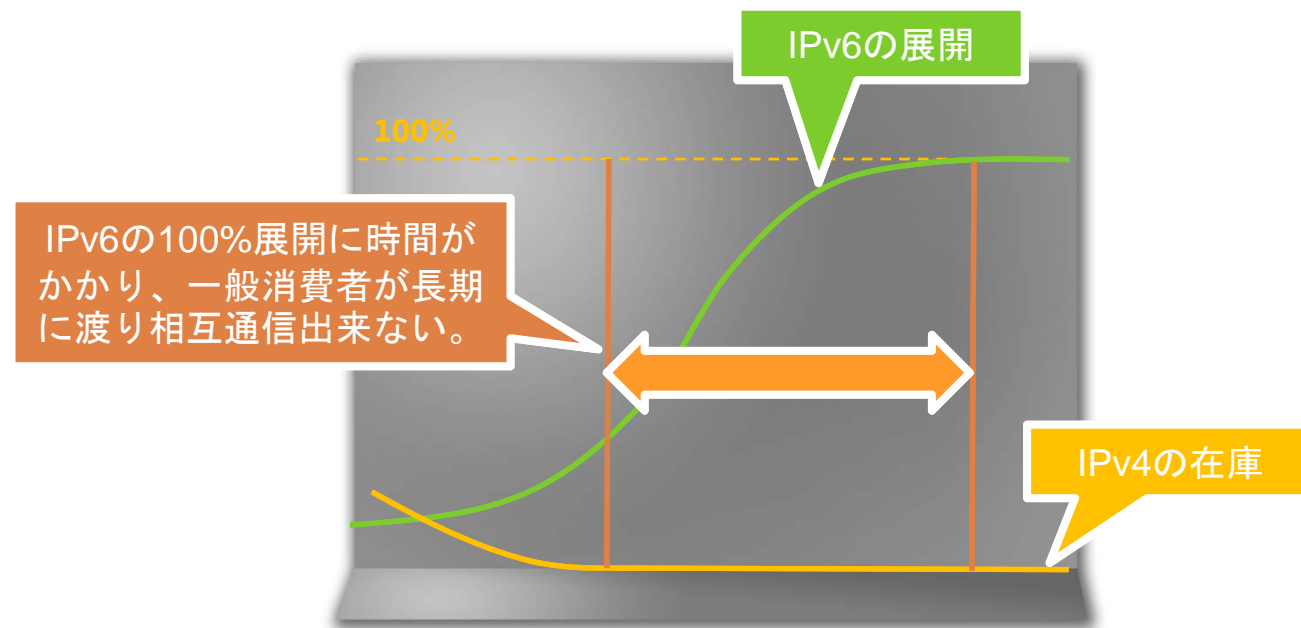 IPv6の展開
100%
IPv6の100%展開に時間が
かかり、一般消費者が長期
に渡り相互通信出来ない。
IPv4の在庫